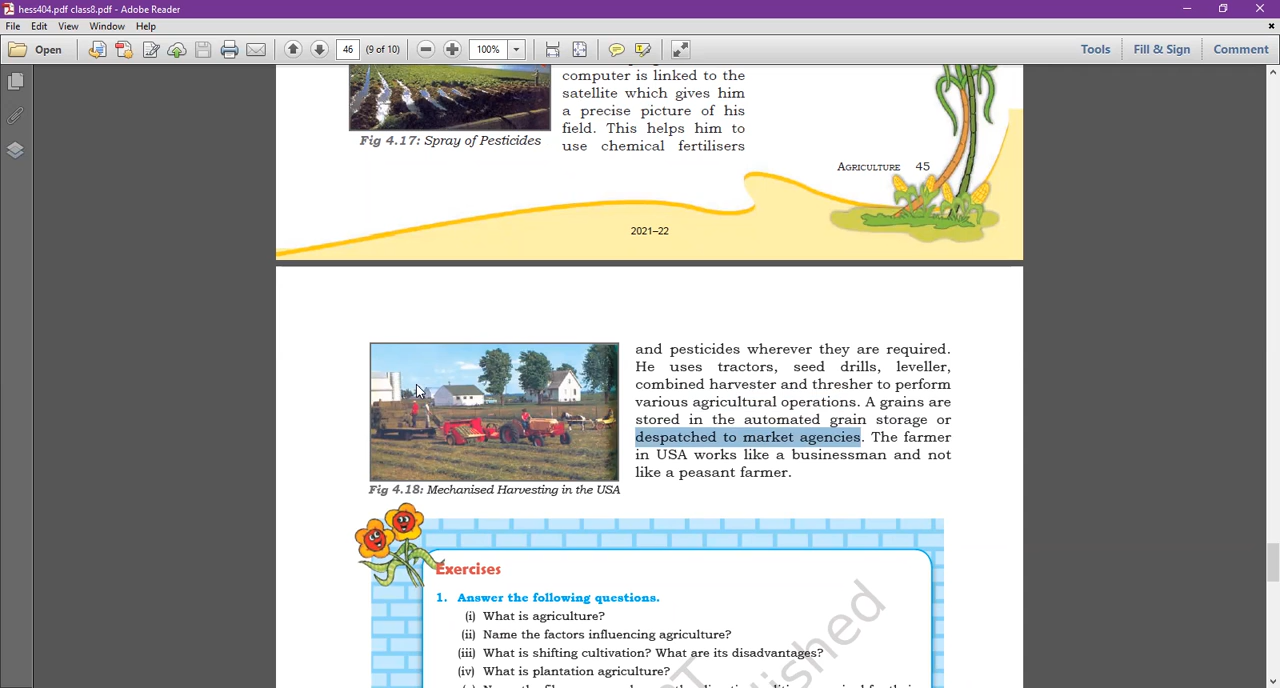 hess404.pdf class8.pdf - Adobe Reader
File Edit View Window Help
Open 46 (9 of 10) 100% Tools Fill & Sign Comment
computer is linked to the
satellite which gives him
a precise picture of his
field. This helps him to
use chemical fertilisers
Fig 4.17: Spray of Pesticides
AGRICULTURE 45
2021–22
and pesticides wherever they are required.
He uses tractors, seed drills, leveller,
combined harvester and thresher to perform
various agricultural operations. A grains are
stored in the automated grain storage or
despatched to market agencies. The farmer
in USA works like a businessman and not
like a peasant farmer.
Fig 4.18: Mechanised Harvesting in the USA
Exercises
1. Answer the following questions.
(i) What is agriculture?
(ii) Name the factors influencing agriculture?
(iii) What is shifting cultivation? What are its disadvantages?
(iv) What is plantation agriculture?